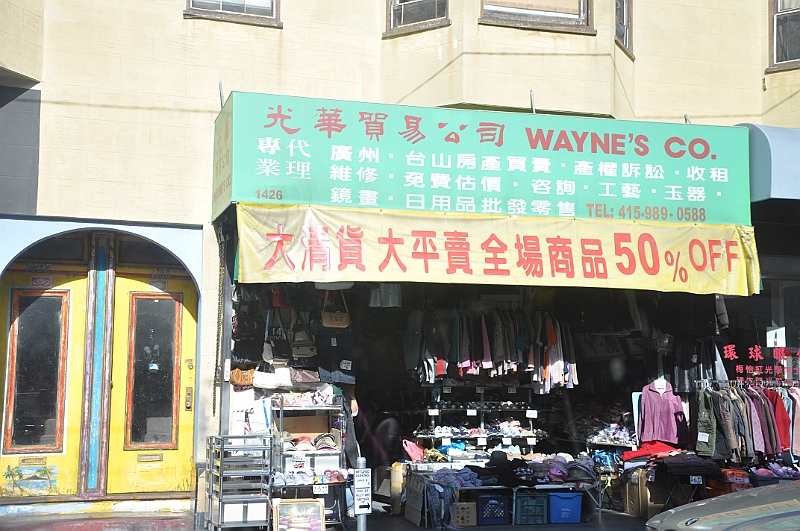 光華貿易公司 WAYNE'S CO.
專業 代理
廣州·台山房產買賣·產權訴訟·收租
維修·免費估價·咨詢·工藝·玉器·
鏡畫·日用品批發零售 TEL: 415-989-0588
1426
大清貨 大平賣 全場商品 50% OFF
環球眼